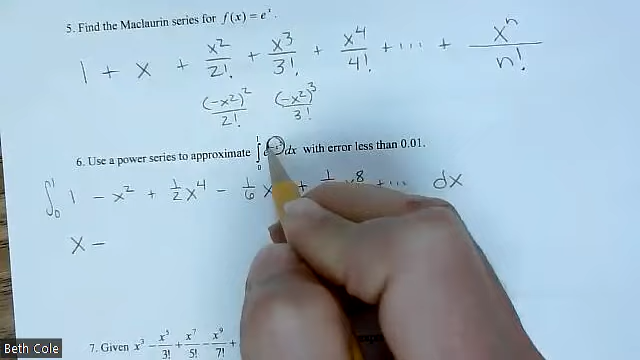 5. Find the Maclaurin series for f(x) = eˣ.
1 + x + x²/2! + x³/3! + x⁴/4! + ... + xⁿ/n!
(-x²)²/2! (-x²)³/3!
6. Use a power series to approximate ∫₀¹ dx with error less than 0.01.
∫₀¹ 1 - x² + ½x⁴ - ⅙x + x⁸ + ... dx
x -
7. Given x³ - x⁵/3! + x⁷/5! - x⁹/7! +
Beth Cole